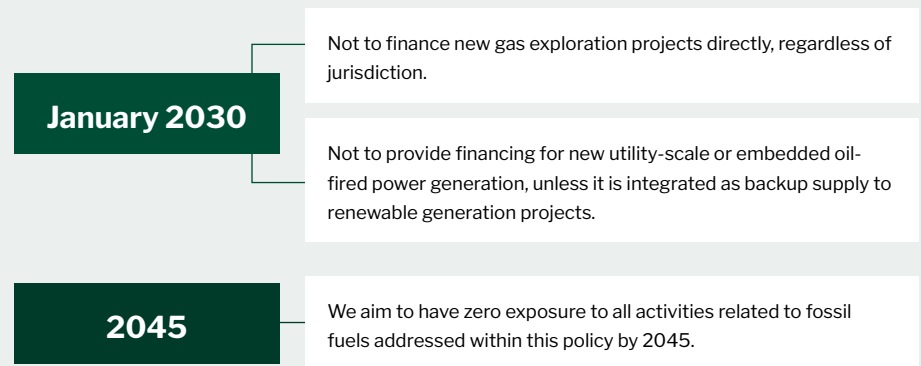 January 2030
Not to finance new gas exploration projects directly, regardless of
jurisdiction.
Not to provide financing for new utility-scale or embedded oil-
fired power generation, unless it is integrated as backup supply to
renewable generation projects.
2045
We aim to have zero exposure to all activities related to fossil
fuels addressed within this policy by 2045.